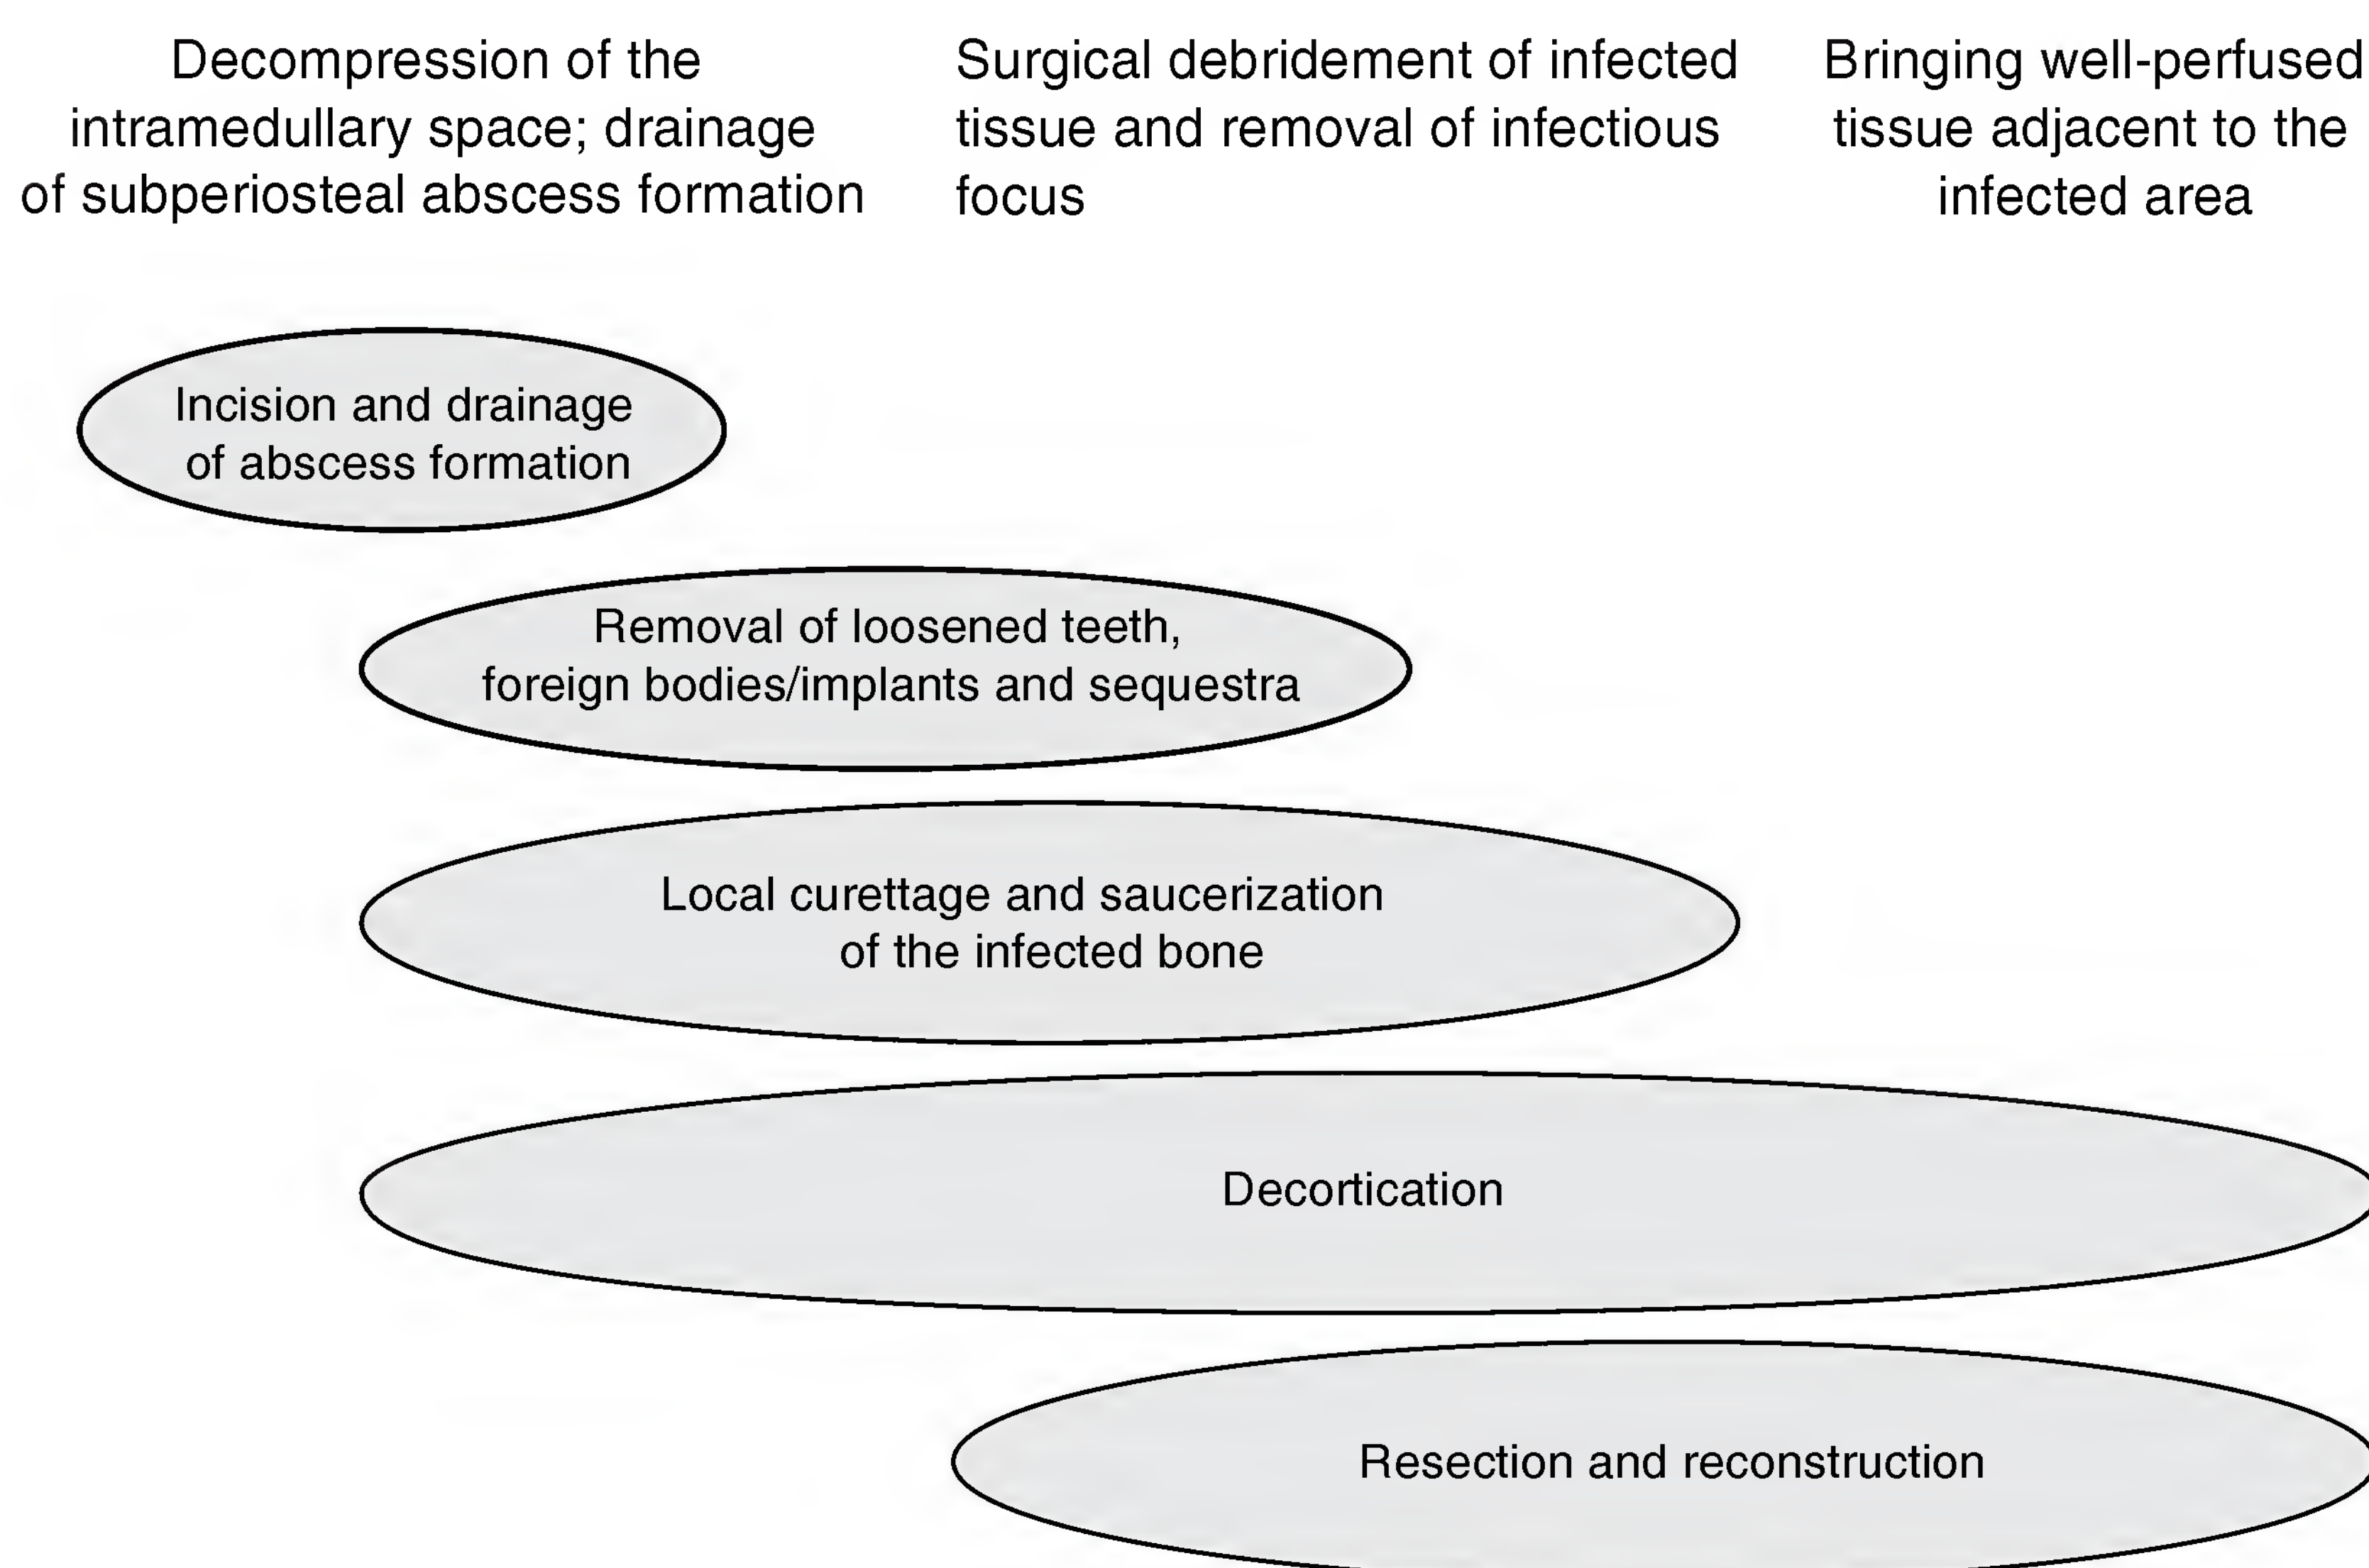 Decompression of the
intramedullary space; drainage
of subperiosteal abscess formation
Surgical debridement of infected
tissue and removal of infectious
focus
Bringing well-perfused
tissue adjacent to the
infected area
Incision and drainage
of abscess formation
Removal of loosened teeth,
foreign bodies/implants and sequestra
Local curettage and saucerization
of the infected bone
Decortication
Resection and reconstruction